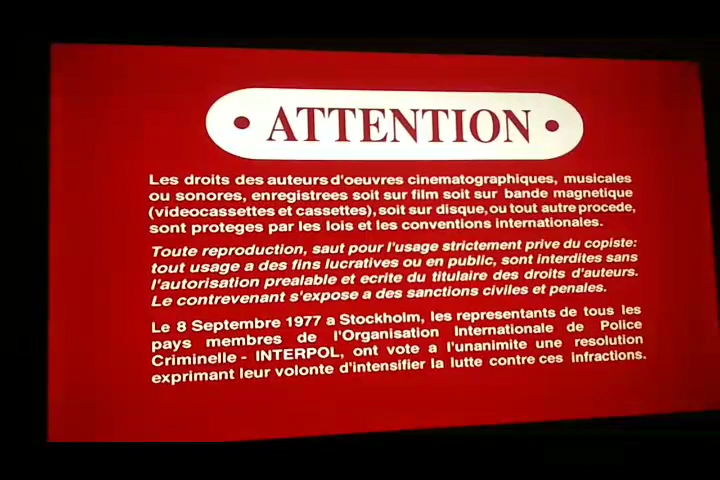 • ATTENTION •
Les droits des auteurs d'oeuvres cinematographiques, musicales
ou sonores, enregistrees soit sur film soit sur bande magnetique
(videocassettes et cassettes), soit sur disque, ou tout autre procede,
sont proteges par les lois et les conventions internationales.
Toute reproduction, saut pour l'usage strictement prive du copiste:
tout usage a des fins lucratives ou en public, sont interdites sans
l'autorisation prealable et ecrite du titulaire des droits d'auteurs.
Le contrevenant s'expose a des sanctions civiles et penales.
Le 8 Septembre 1977 a Stockholm, les representants de tous les
pays membres de l'Organisation Internationale de Police
Criminelle - INTERPOL, ont vote a l'unanimite une resolution
exprimant leur volonte d'intensifier la lutte contre ces infractions.